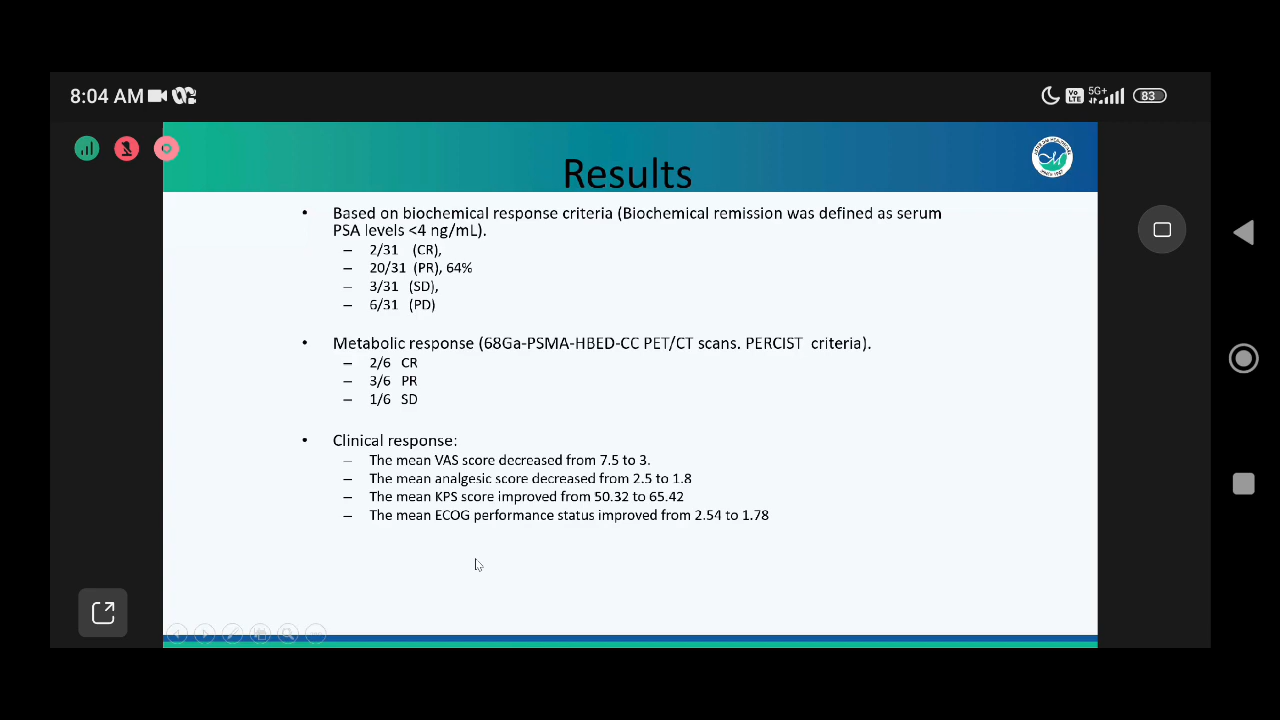 8:04 AM
Vo LTE 5G+ 83
Results
• Based on biochemical response criteria (Biochemical remission was defined as serum
PSA levels <4 ng/mL).
– 2/31 (CR),
– 20/31 (PR), 64%
– 3/31 (SD),
– 6/31 (PD)
• Metabolic response (68Ga-PSMA-HBED-CC PET/CT scans. PERCIST criteria).
– 2/6 CR
– 3/6 PR
– 1/6 SD
• Clinical response:
– The mean VAS score decreased from 7.5 to 3.
– The mean analgesic score decreased from 2.5 to 1.8
– The mean KPS score improved from 50.32 to 65.42
– The mean ECOG performance status improved from 2.54 to 1.78